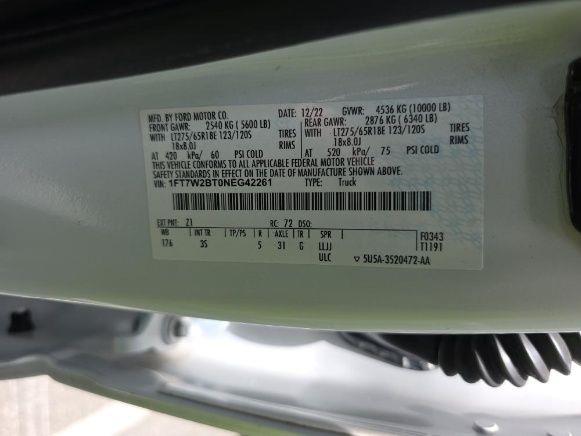 MFD. BY FORD MOTOR CO.
DATE: 12/22 GVWR: 4536 KG (10000 LB)
FRONT GAWR: 2540 KG (5600 LB)
REAR GAWR: 2876 KG (6340 LB)
WITH LT275/65R18E 123/120S TIRES
WITH LT275/65R18E 123/120S TIRES
18x8.0J RIMS
18x8.0J RIMS
AT 420 kPa/ 60 PSI COLD
AT 520 kPa/ 75 PSI COLD
THIS VEHICLE CONFORMS TO ALL APPLICABLE FEDERAL MOTOR VEHICLE
SAFETY STANDARDS IN EFFECT ON THE DATE OF MANUFACTURE SHOWN ABOVE.
VIN: 1FT7W2BT0NEG42261 TYPE: Truck
EXT PNT: Z1 RC: 72 DSO:
WB INT TR TP/PS R AXLE TR SPR F0343
176 3S 5 31 G LLJJ T1191
ULC 5U5A-3520472-AA